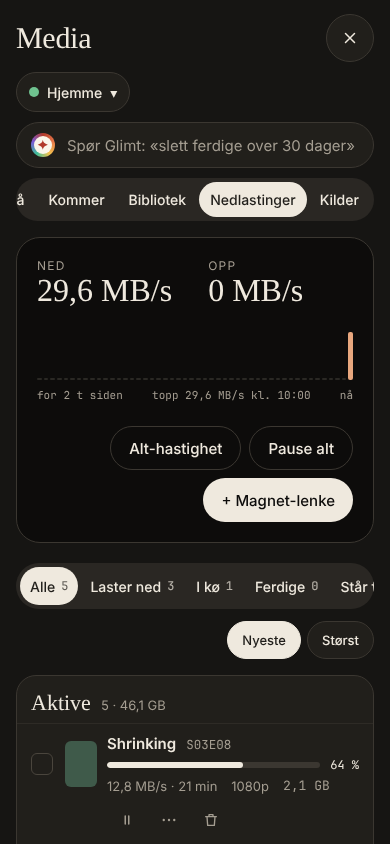 Media
Hjemme
Spør Glimt: «slett ferdige over 30 dager»
å Kommer Bibliotek Nedlastinger Kilder
NED OPP
29,6 MB/s 0 MB/s
for 2 t siden topp 29,6 MB/s kl. 10:00 nå
Alt-hastighet Pause alt
+ Magnet-lenke
Alle 5 Laster ned 3 I kø 1 Ferdige 0 Står
Nyeste Størst
Aktive 5 · 46,1 GB
Shrinking S03E08
64 %
12,8 MB/s · 21 min 1080p 2,1 GB